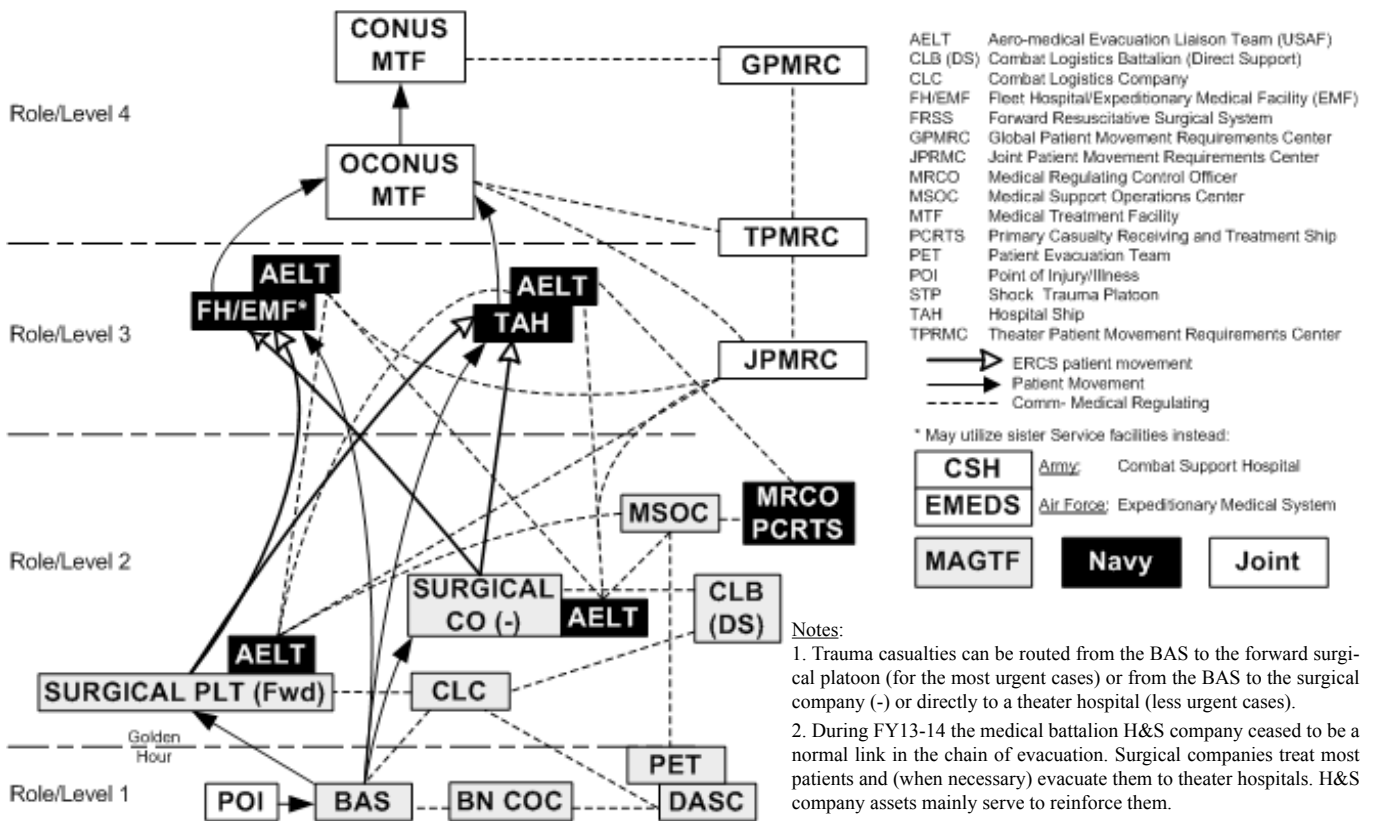 CONUS
MTF
GPMRC
Role/Level 4
OCONUS
MTF
TPMRC
AELT
FH/EMF*
AELT
TAH
Role/Level 3
JPMRC
MSOC
MRCO
PCRTS
Role/Level 2
SURGICAL
CO (-)
AELT
CLB
(DS)
AELT
SURGICAL PLT (Fwd)
CLC
Golden
Hour
PET
Role/Level 1
POI
BAS
BN COC
DASC
AELT Aero-medical Evacuation Liaison Team (USAF)
CLB (DS) Combat Logistics Battalion (Direct Support)
CLC Combat Logistics Company
FH/EMF Fleet Hospital/Expeditionary Medical Facility (EMF)
FRSS Forward Resuscitative Surgical System
GPMRC Global Patient Movement Requirements Center
JPRMC Joint Patient Movement Requirements Center
MRCO Medical Regulating Control Officer
MSOC Medical Support Operations Center
MTF Medical Treatment Facility
PCRTS Primary Casualty Receiving and Treatment Ship
PET Patient Evacuation Team
POI Point of Injury/Illness
STP Shock Trauma Platoon
TAH Hospital Ship
TPRMC Theater Patient Movement Requirements Center
ERCS patient movement
Patient Movement
Comm- Medical Regulating
* May utilize sister Service facilities instead:
CSH Army: Combat Support Hospital
EMEDS Air Force: Expeditionary Medical System
MAGTF Navy Joint
Notes:
1. Trauma casualties can be routed from the BAS to the forward surgi-
cal platoon (for the most urgent cases) or from the BAS to the surgical
company (-) or directly to a theater hospital (less urgent cases).
2. During FY13-14 the medical battalion H&S company ceased to be a
normal link in the chain of evacuation. Surgical companies treat most
patients and (when necessary) evacuate them to theater hospitals. H&S
company assets mainly serve to reinforce them.